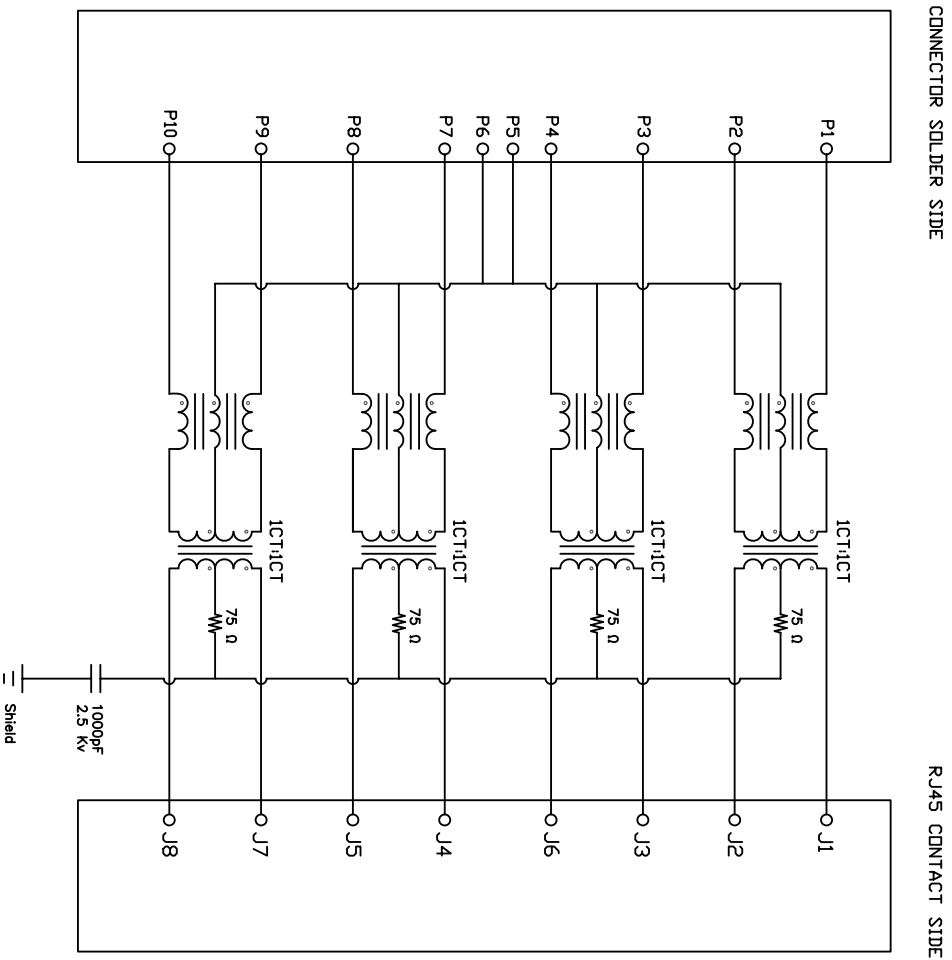 CONNECTOR SOLDER SIDE
RJ45 CONTACT SIDE
P1
P2
P3
P4
P5
P6
P7
P8
P9
P10
1CT:1CT
1CT:1CT
1CT:1CT
1CT:1CT
75 Ω
75 Ω
75 Ω
75 Ω
1000pF
2.5 Kv
Shield
J1
J2
J3
J6
J4
J5
J7
J8